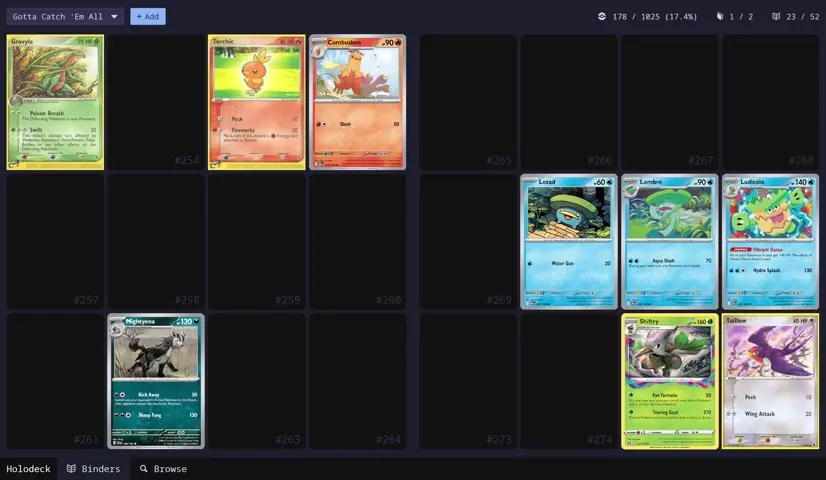 Gotta Catch 'Em All
+ Add
178 / 1025 (17.4%)
1 / 2
23 / 52
Grovyle 70 HP
Poison Breath
Swift 30
#254
Torchic
Peck 10
Fireworks 30
Combusken 90
Slash 50
#265
#266
#267
#268
#257
#258
#259
#260
#269
Lotad 60
Water Gun 20
Lombre 90
Aqua Slash 70
Ludicolo 140
Vibrant Dance
Hydro Splash 130
#261
Mightyena 120
Kick Away 50
Sharp Fang 130
#263
#264
#273
#274
Shiftry 160
Fan Tornado 50
Tearing Gust 210
Taillow 40 HP
Peck 10
Wing Attack 20
Holodeck
Binders
Browse